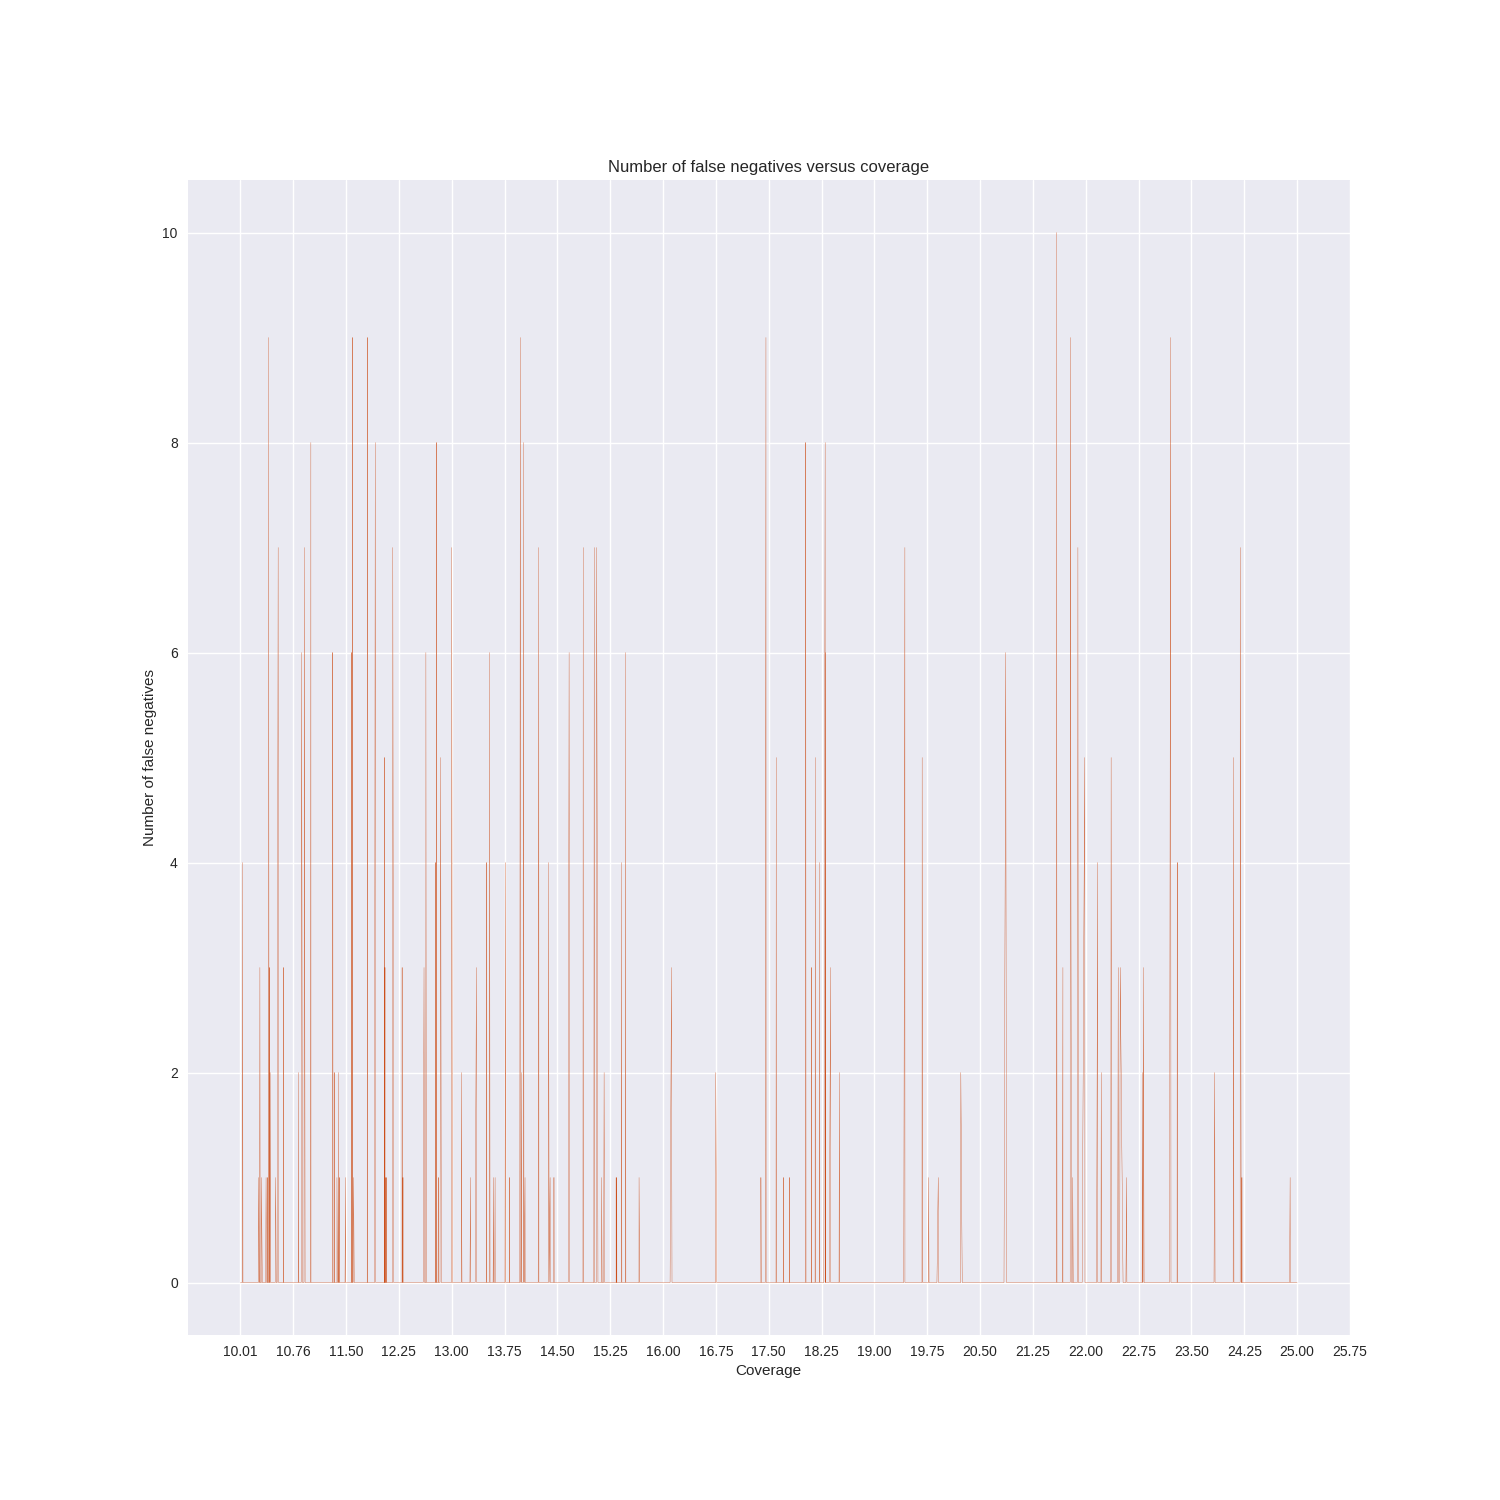 Number of false negatives versus coverage
10
8
6
4
2
0
Number of false negatives
10.01 10.76 11.50 12.25 13.00 13.75 14.50 15.25 16.00 16.75 17.50 18.25 19.00 19.75 20.50 21.25 22.00 22.75 23.50 24.25 25.00 25.75
Coverage